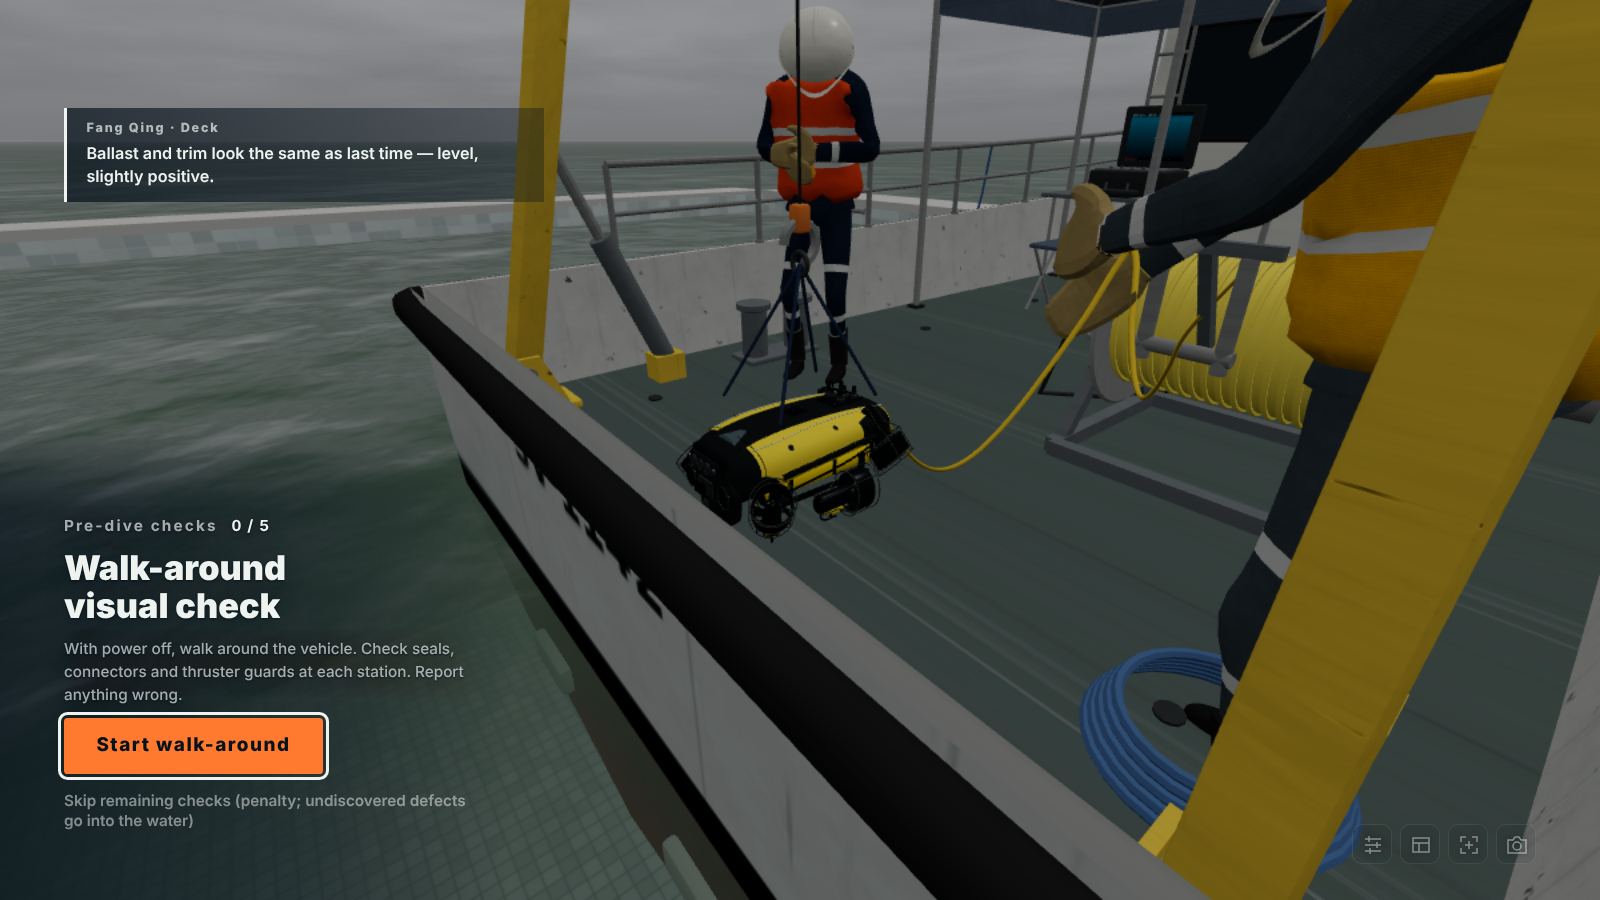 Fang Qing · Deck
Ballast and trim look the same as last time — level,
slightly positive.
Pre-dive checks 0 / 5
Walk-around
visual check
With power off, walk around the vehicle. Check seals,
connectors and thruster guards at each station. Report
anything wrong.
Start walk-around
Skip remaining checks (penalty; undiscovered defects
go into the water)